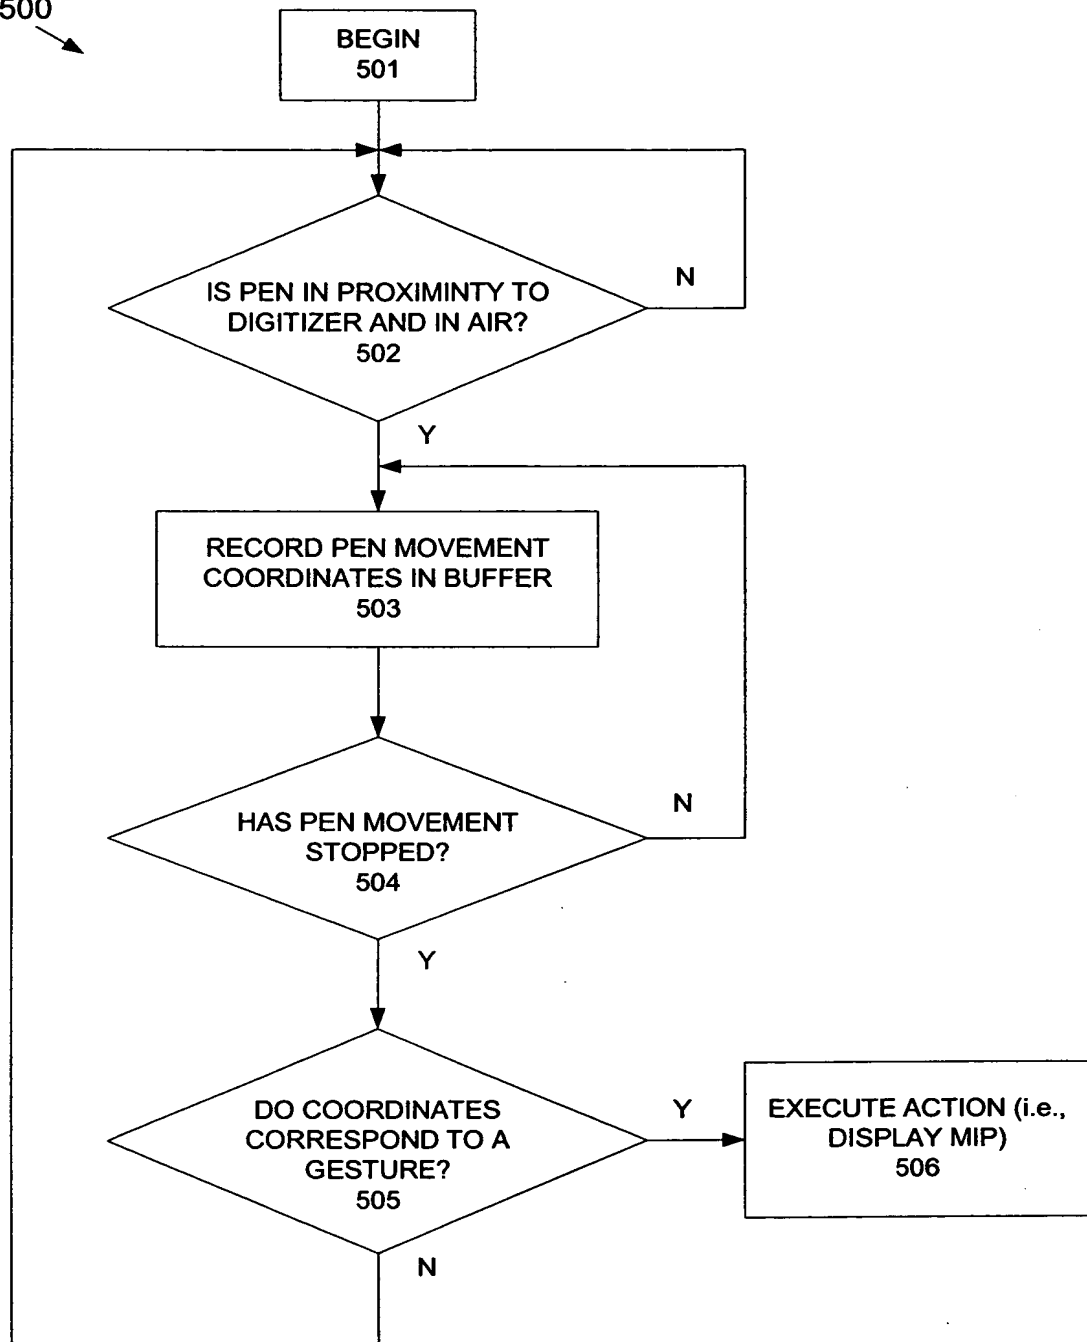 500
BEGIN
501
IS PEN IN PROXIMINTY TO
DIGITIZER AND IN AIR?
502
N
Y
RECORD PEN MOVEMENT
COORDINATES IN BUFFER
503
HAS PEN MOVEMENT
STOPPED?
504
N
Y
DO COORDINATES
CORRESPOND TO A
GESTURE?
505
Y
EXECUTE ACTION (i.e.,
DISPLAY MIP)
506
N